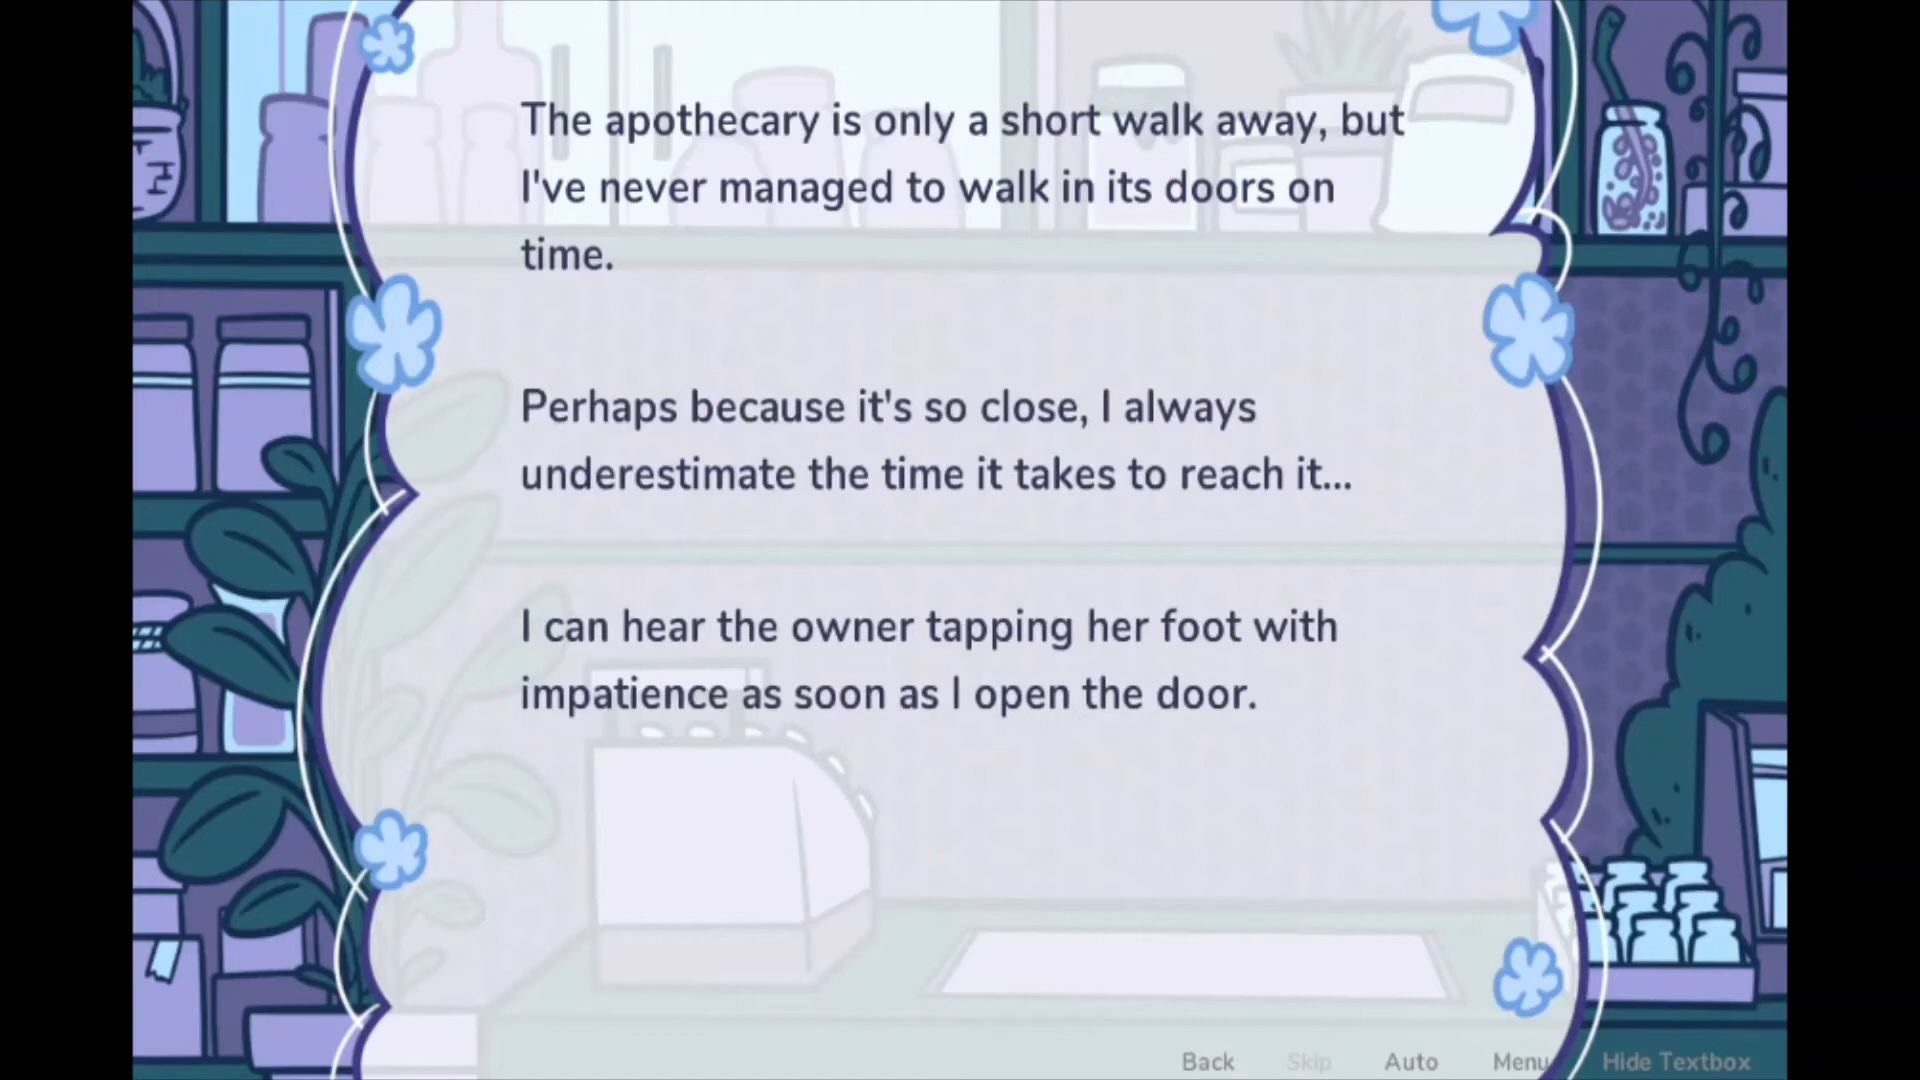 The apothecary is only a short walk away, but
I've never managed to walk in its doors on
time.
Perhaps because it's so close, I always
underestimate the time it takes to reach it...
I can hear the owner tapping her foot with
impatience as soon as I open the door.
Back Skip Auto Menu Hide Textbox